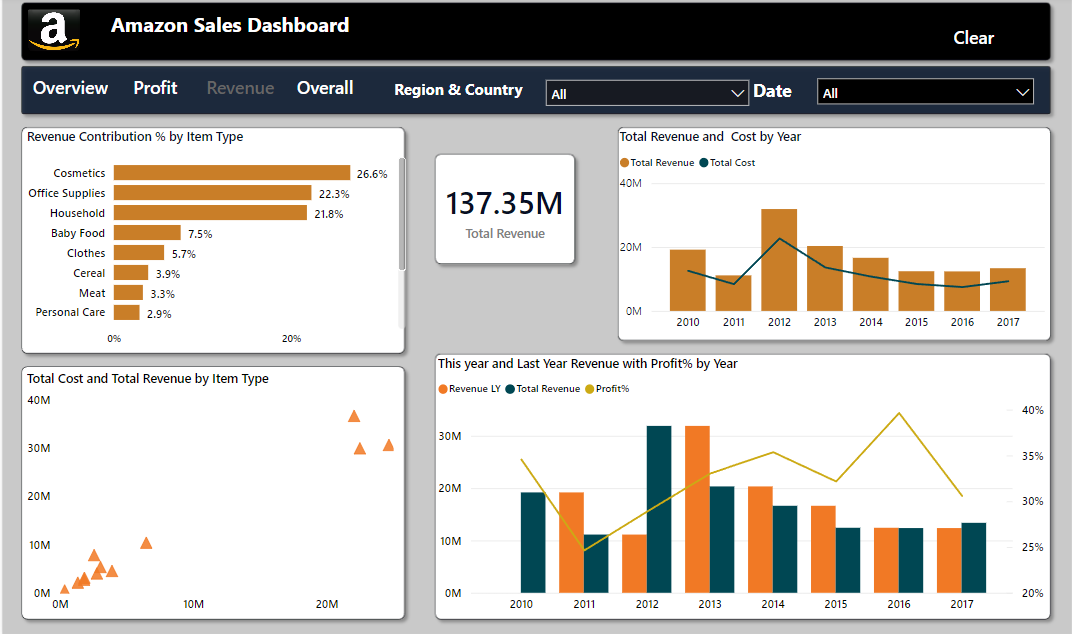 a
Amazon Sales Dashboard
Clear
Overview Profit Revenue Overall Region & Country All Date All
Revenue Contribution % by Item Type
Cosmetics 26.6%
Office Supplies 22.3%
Household 21.8%
Baby Food 7.5%
Clothes 5.7%
Cereal 3.9%
Meat 3.3%
Personal Care 2.9%
0% 20%
137.35M
Total Revenue
Total Revenue and Cost by Year
Total Revenue Total Cost
40M
20M
0M
2010 2011 2012 2013 2014 2015 2016 2017
Total Cost and Total Revenue by Item Type
40M
30M
20M
10M
0M
0M 10M 20M
This year and Last Year Revenue with Profit% by Year
Revenue LY Total Revenue Profit%
40%
30M 35%
20M 30%
10M 25%
0M 20%
2010 2011 2012 2013 2014 2015 2016 2017